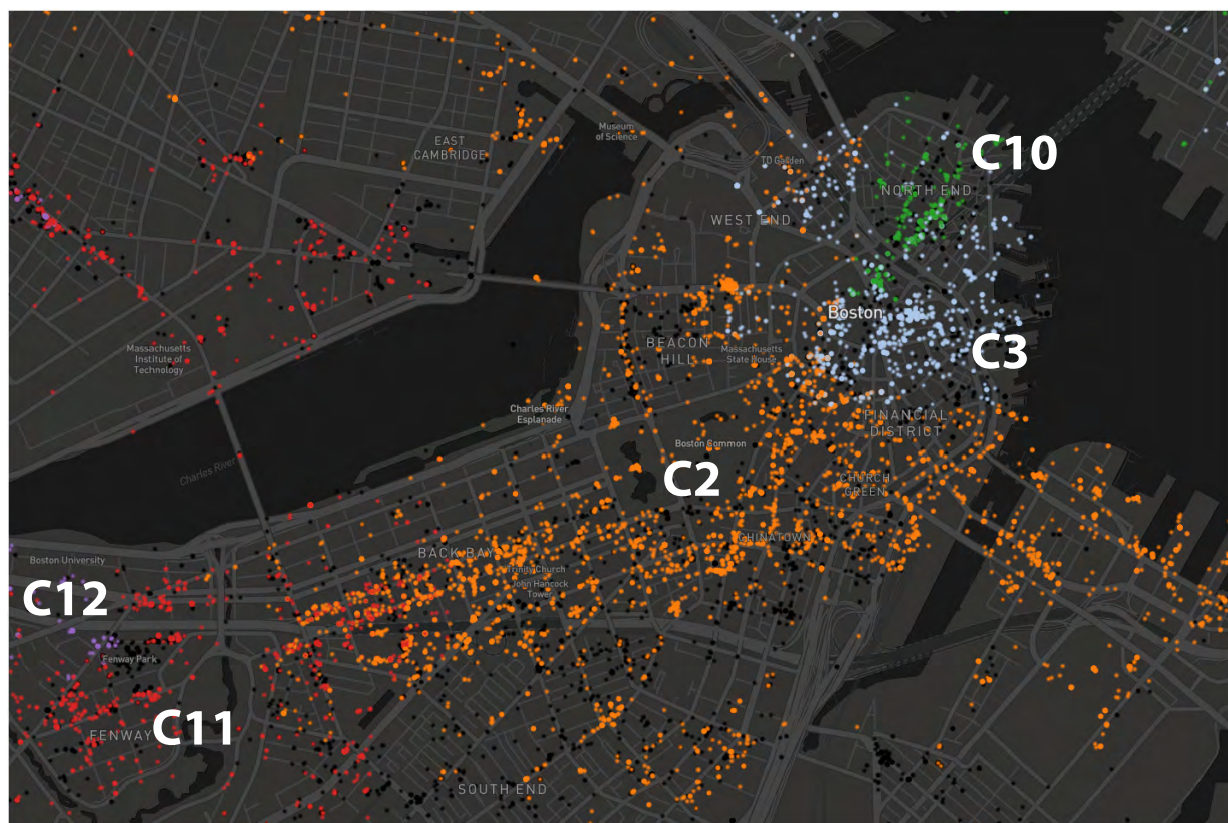 Museum
of Science
EAST
CAMBRIDGE
C10
TD Garden
NORTH END
WEST END
Boston
C3
BEACON
HILL
Massachusetts
State House
Massachusetts
Institute of
Technology
Charles River
Esplanade
FINANCIAL
DISTRICT
Boston Common
Charles River
C2
CHURCH
GREEN
CHINATOWN
BACK BAY
Boston University
Trinity Church
John Hancock
Tower
C12
Fenway Park
C11
FENWAY
SOUTH END